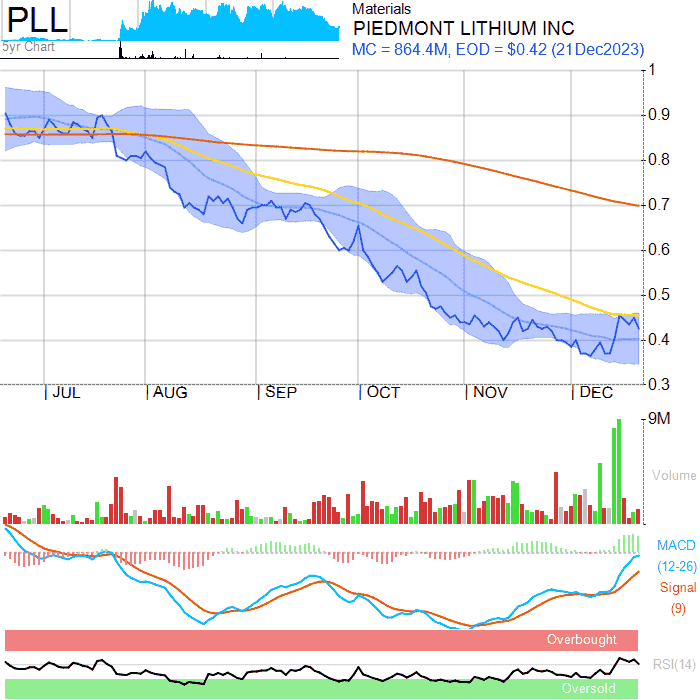 PLL
5yr Chart
Materials
PIEDMONT LITHIUM INC
MC = 864.4M, EOD = $0.42 (21Dec2023)
1
0.9
0.8
0.7
0.6
0.5
0.4
0.3
JUL AUG SEP OCT NOV DEC
9M
Volume
MACD
(12-26)
Signal
(9)
Overbought
RSI(14)
Oversold